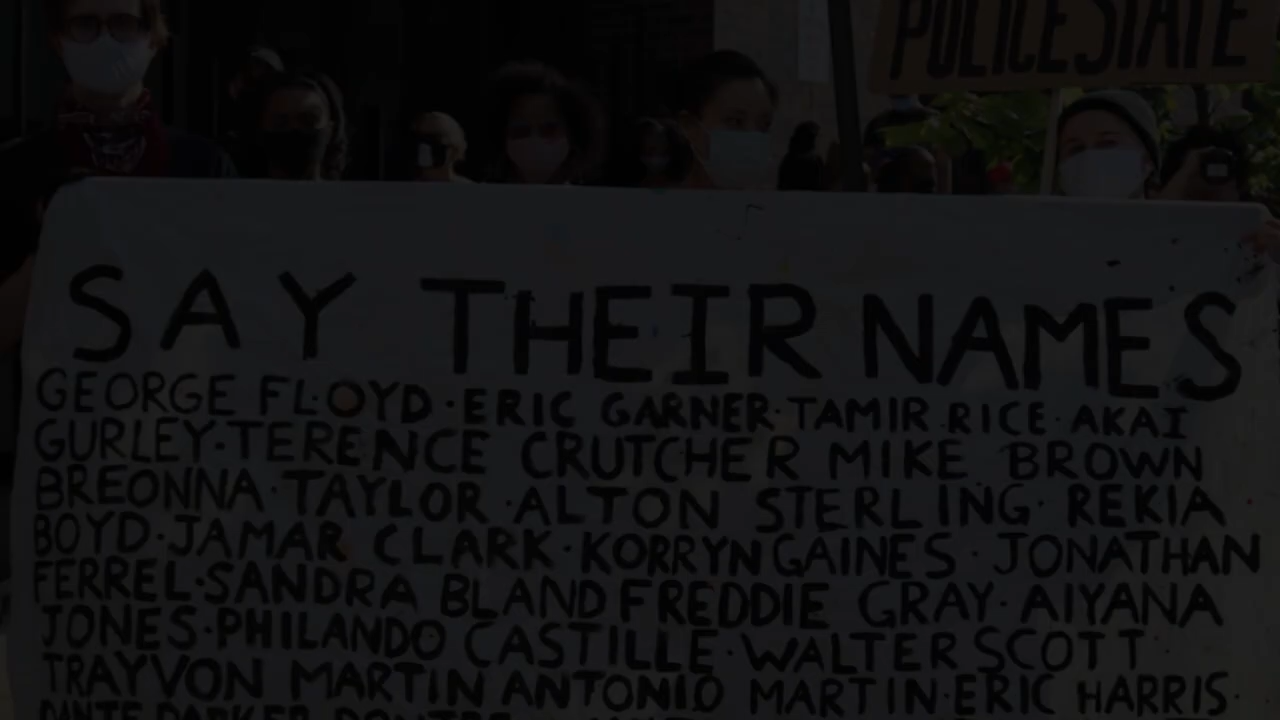 POLICE STATE
SAY THEIR NAMES
GEORGE FLOYD · ERIC GARNER · TAMIR RICE · AKAI
GURLEY · TERENCE CRUTCHER MIKE BROWN
BREONNA · TAYLOR · ALTON STERLING · REKIA
BOYD · JAMAR CLARK · KORRYN GAINES · JONATHAN
FERREL · SANDRA BLAND FREDDIE GRAY · AIYANA
JONES · PHILANDO CASTILLE · WALTER SCOTT
TRAYVON MARTIN ANTONIO MARTIN · ERIC HARRIS ·
DANTE PARKER